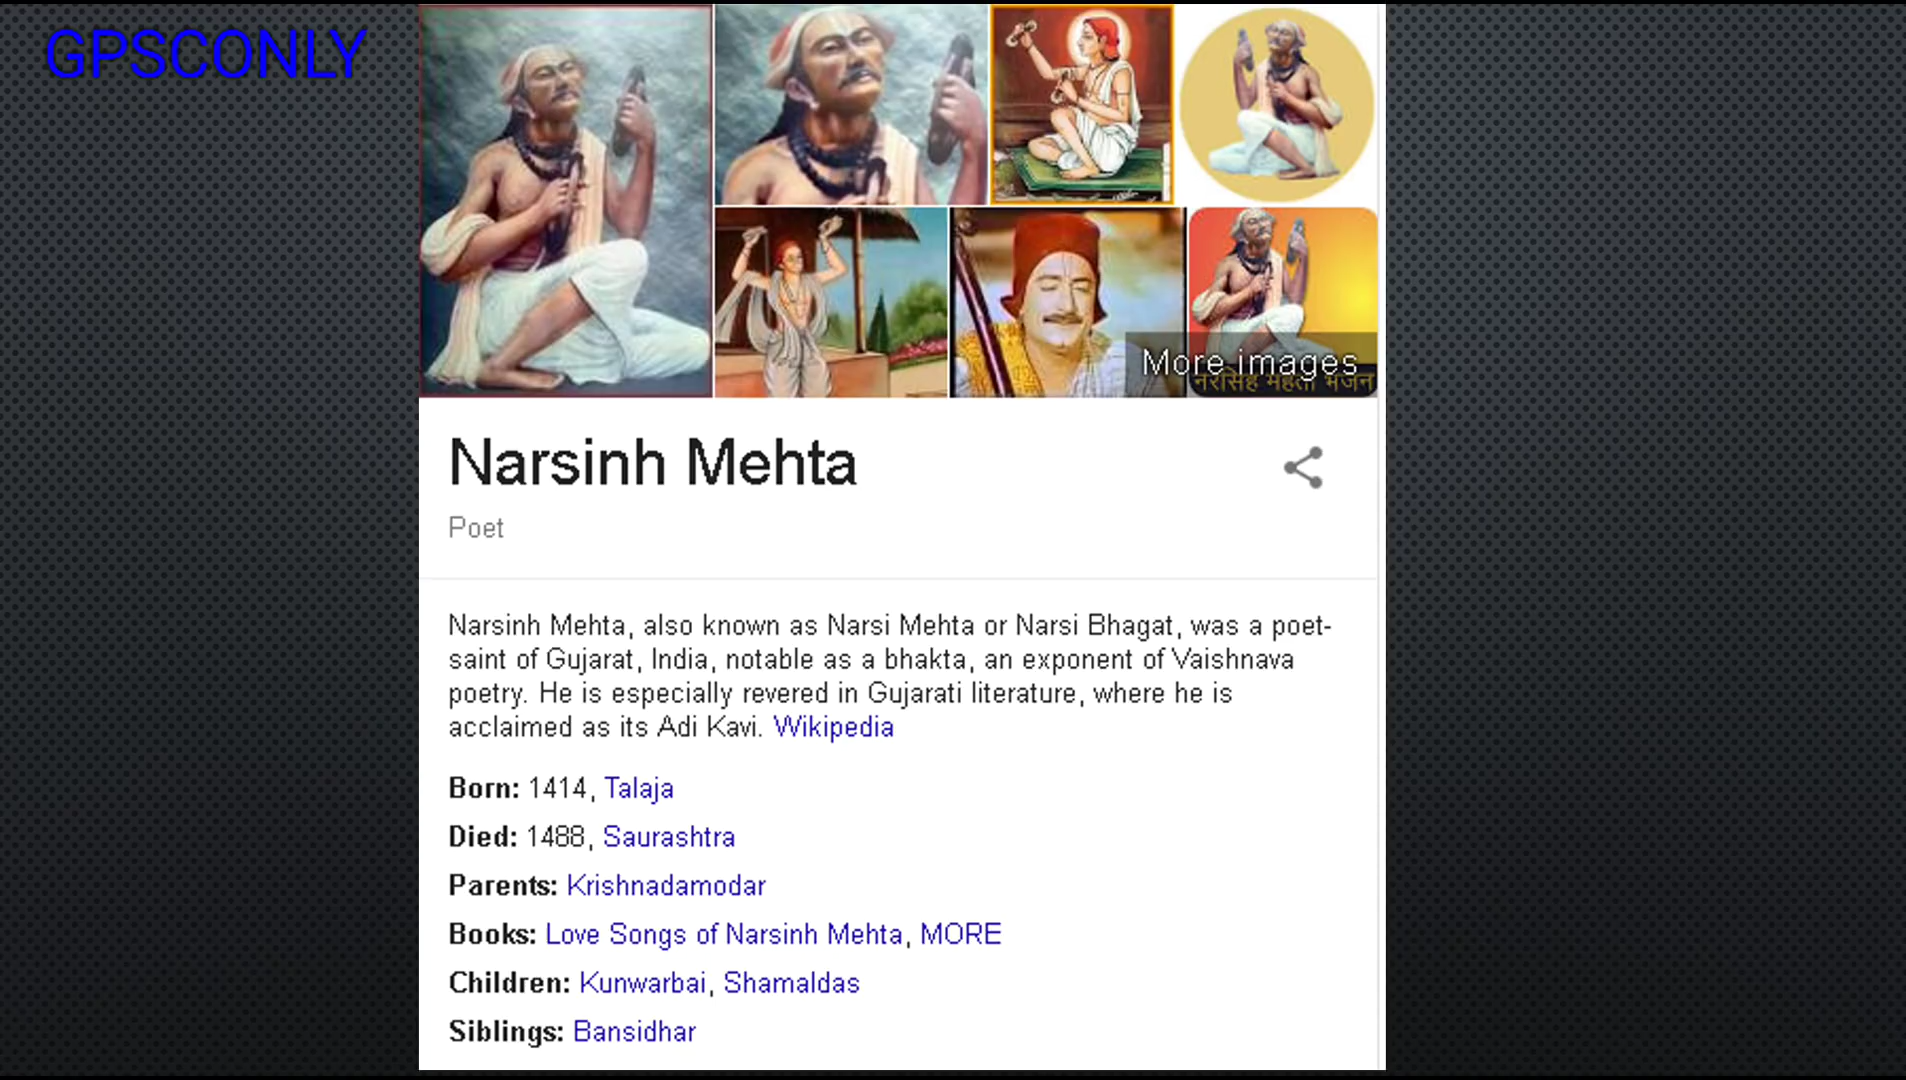 GPSCONLY
More images
नरसिंह महेता भजन
Narsinh Mehta
Poet
Narsinh Mehta, also known as Narsi Mehta or Narsi Bhagat, was a poet-
saint of Gujarat, India, notable as a bhakta, an exponent of Vaishnava
poetry. He is especially revered in Gujarati literature, where he is
acclaimed as its Adi Kavi. Wikipedia
Born: 1414, Talaja
Died: 1488, Saurashtra
Parents: Krishnadamodar
Books: Love Songs of Narsinh Mehta, MORE
Children: Kunwarbai, Shamaldas
Siblings: Bansidhar